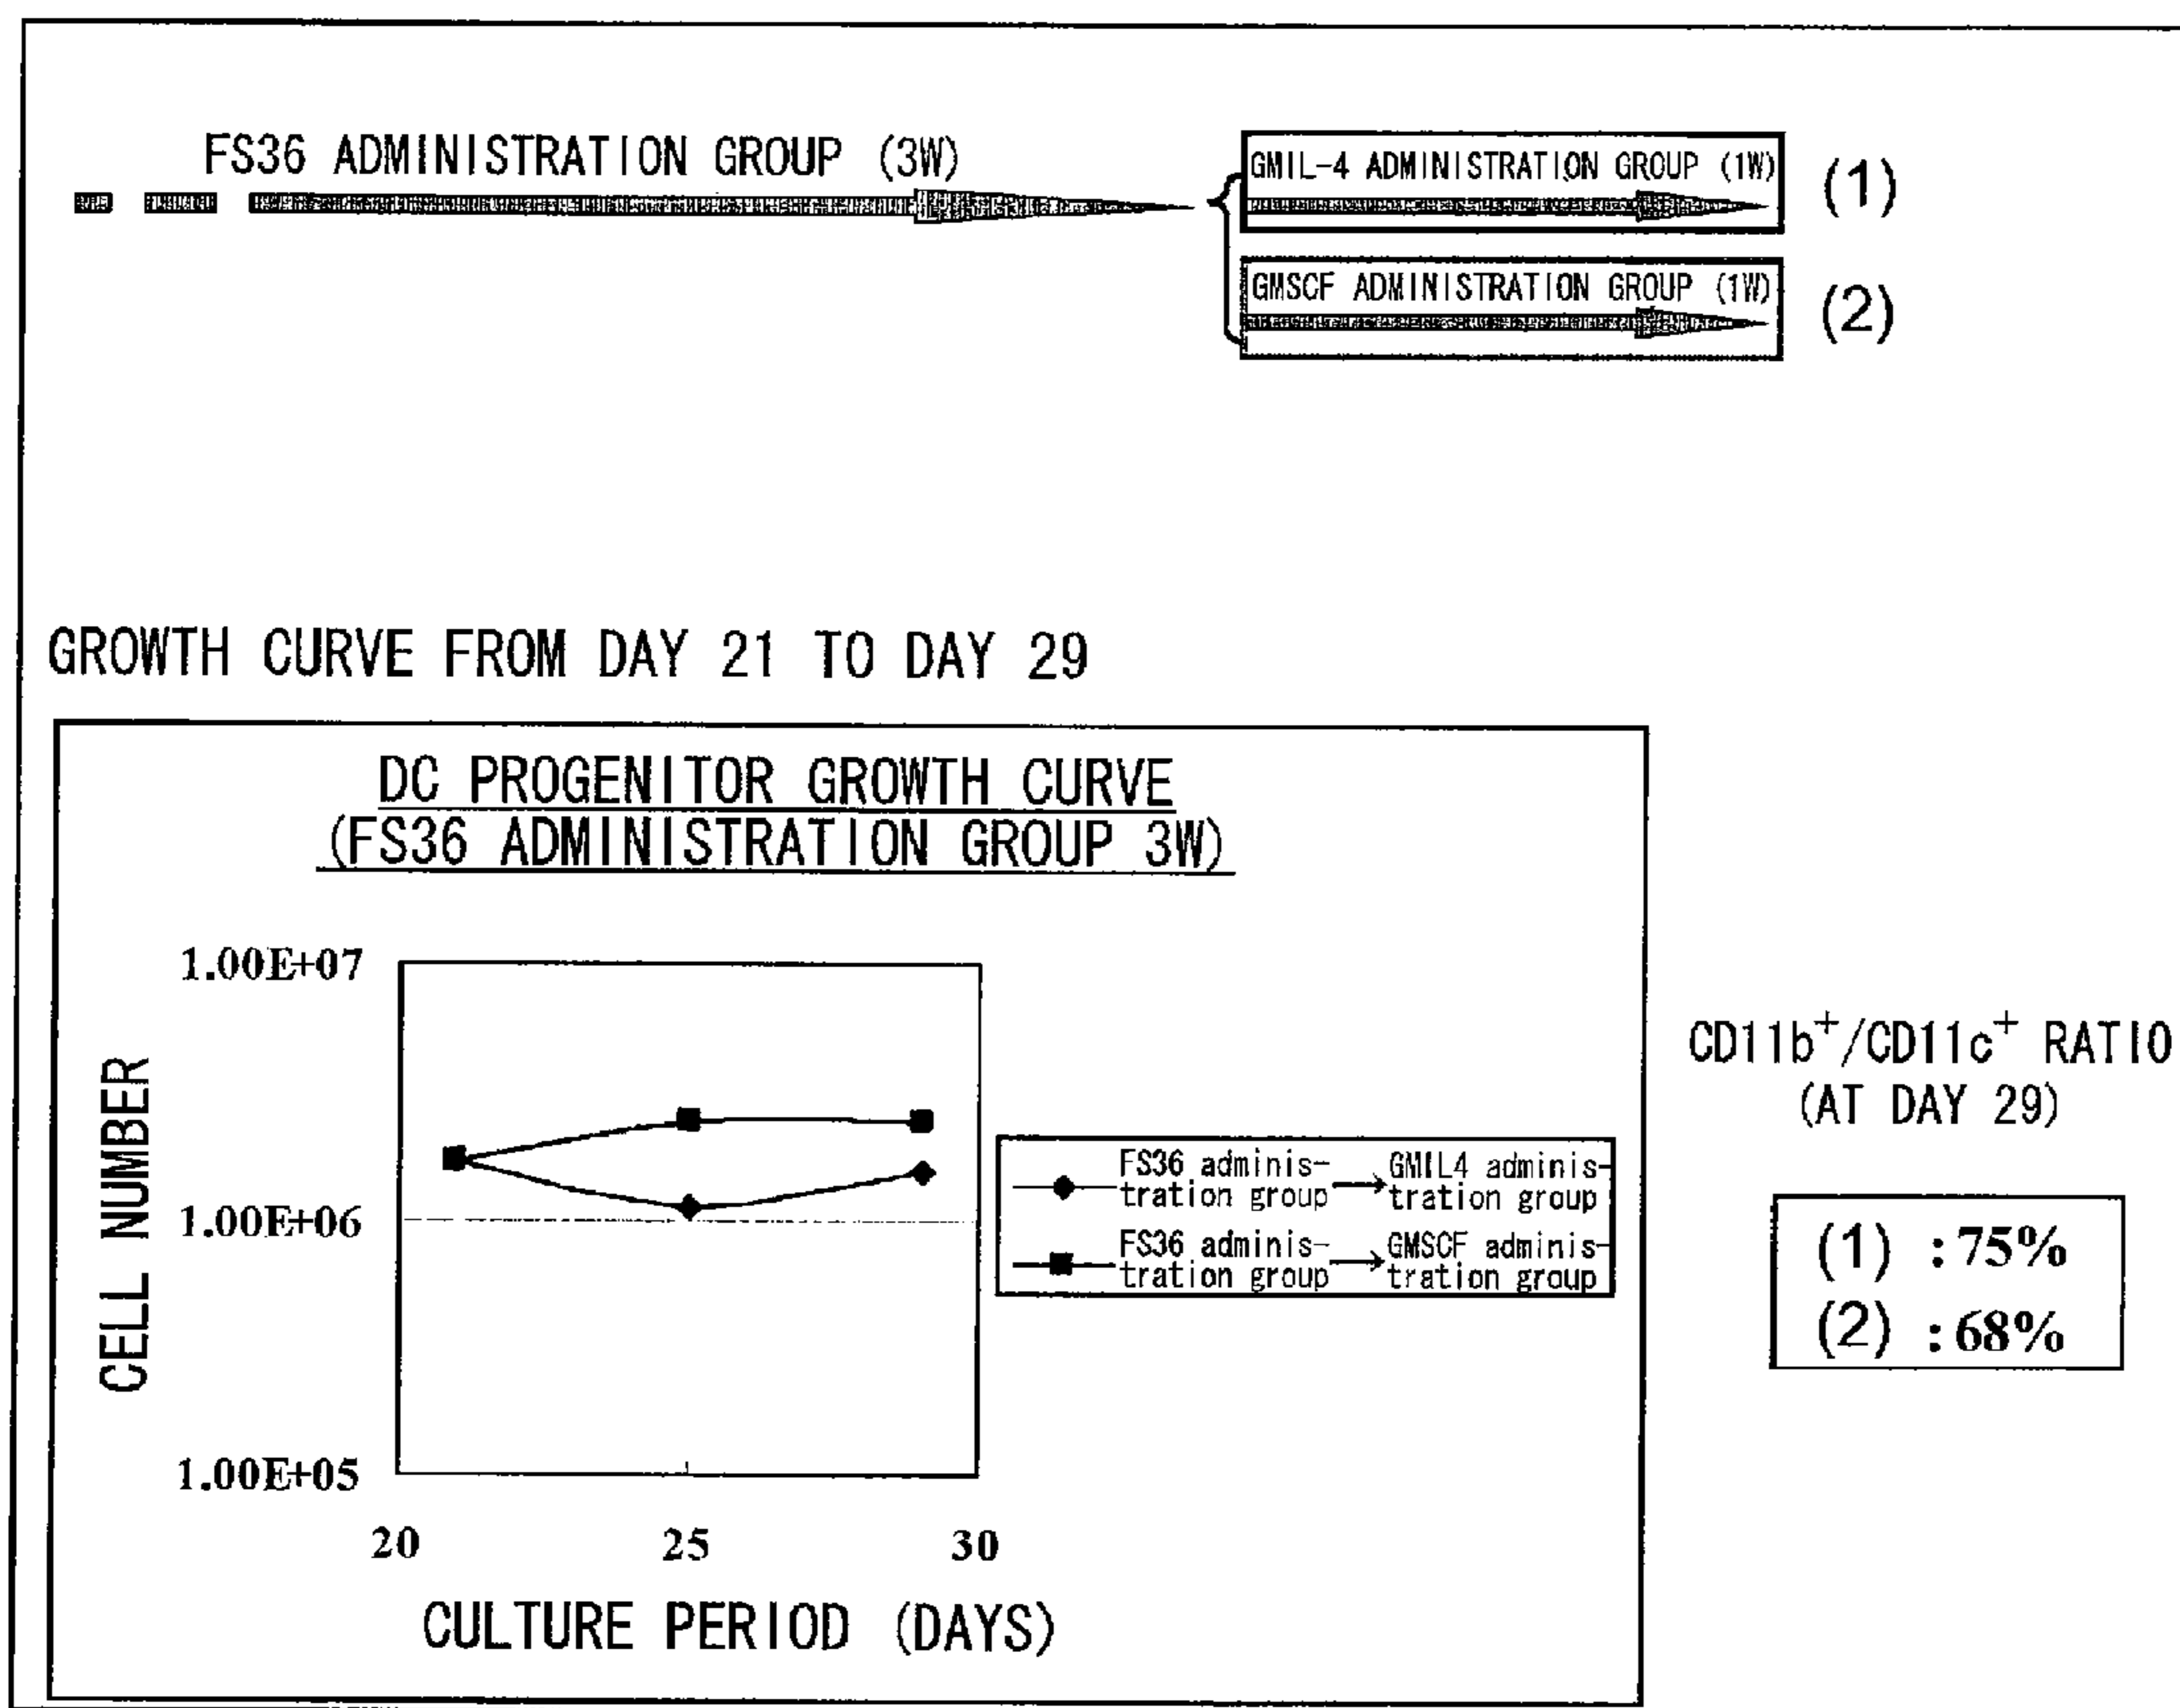 FS36 ADMINISTRATION GROUP (3W)
GMIL-4 ADMINISTRATION GROUP (1W)
(1)
GMSCF ADMINISTRATION GROUP (1W)
(2)
GROWTH CURVE FROM DAY 21 TO DAY 29
DC PROGENITOR GROWTH CURVE
(FS36 ADMINISTRATION GROUP 3W)
1.00E+07
1.00E+06
1.00E+05
CELL NUMBER
20 25 30
CULTURE PERIOD (DAYS)
FS36 adminis- → GMIL4 adminis-
tration group tration group
FS36 adminis- → GMSCF adminis-
tration group tration group
CD11b⁺/CD11c⁺ RATIO
(AT DAY 29)
(1) :75%
(2) :68%